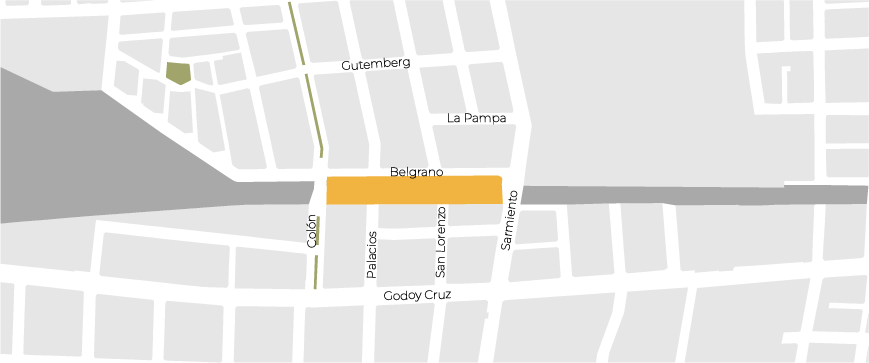 Gutemberg
La Pampa
Belgrano
Colón
Palacios
San Lorenzo
Sarmiento
Godoy Cruz